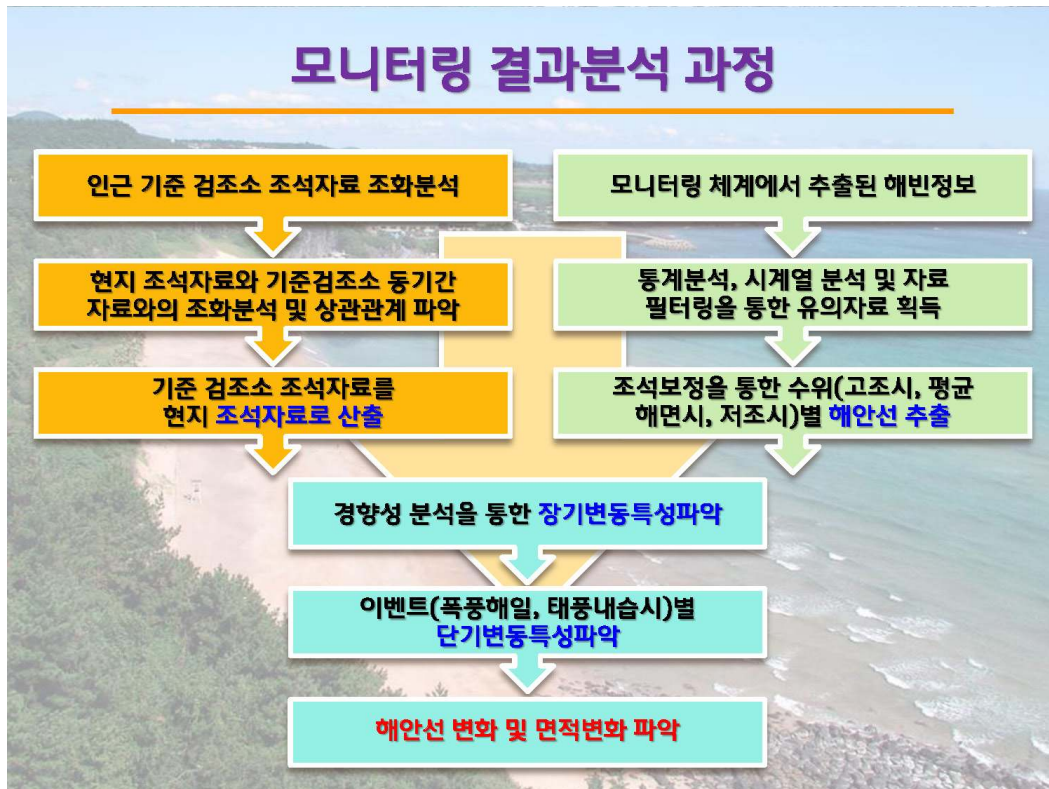 모니터링 결과분석 과정
인근 기준 검조소 조석자료 조화분석
현지 조석자료와 기준검조소 동기간
자료와의 조화분석 및 상관관계 파악
기준 검조소 조석자료를
현지 조석자료로 산출
모니터링 체계에서 추출된 해빈정보
통계분석, 시계열 분석 및 자료
필터링을 통한 유의자료 획득
조석보정을 통한 수위(고조시, 평균
해면시, 저조시)별 해안선 추출
경향성 분석을 통한 장기변동특성파악
이벤트(폭풍해일, 태풍내습시)별
단기변동특성파악
해안선 변화 및 면적변화 파악